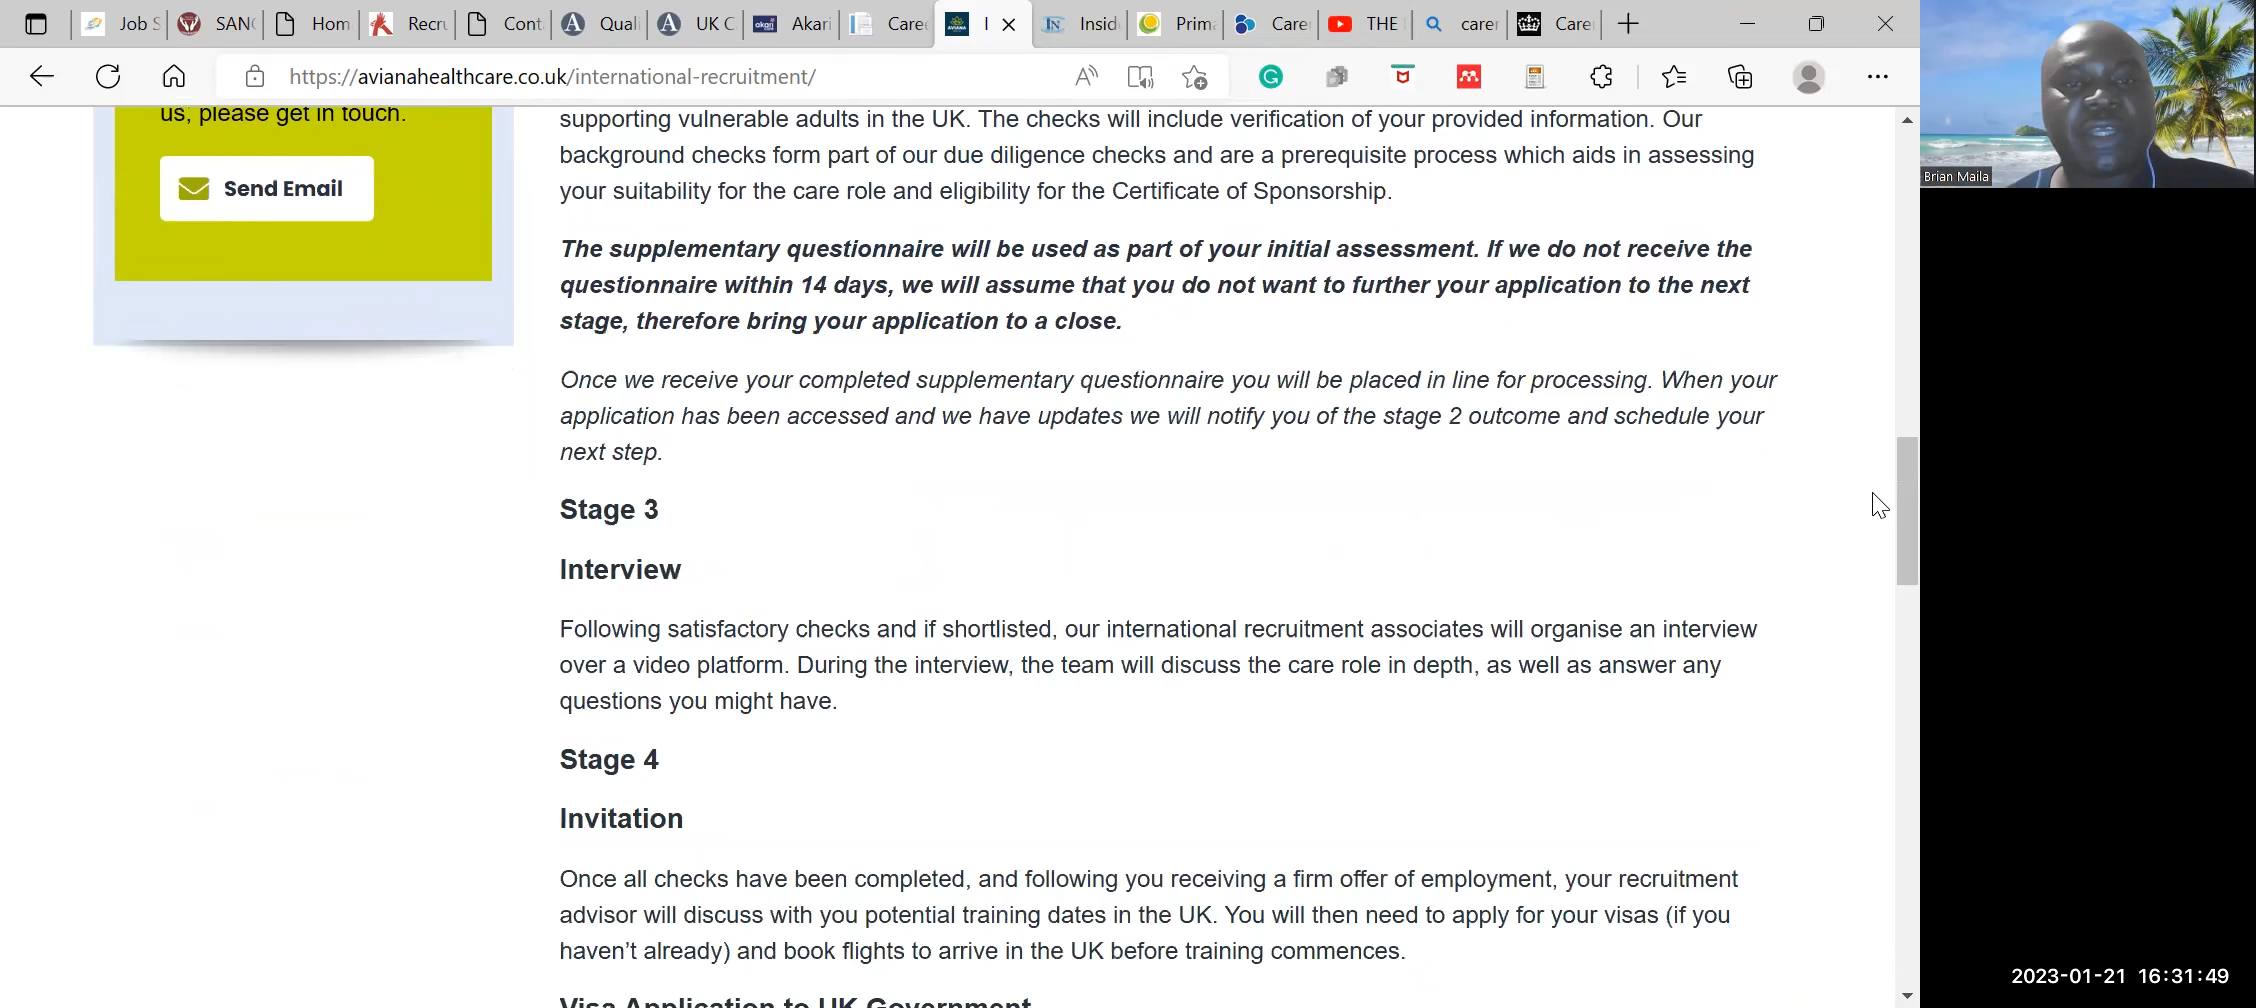 Job S
SANC
Hom
Recru
Cont
Quali
UK C
Akari
Care
I
Insid
Prima
Care
THE
carer
Care
https://avianahealthcare.co.uk/international-recruitment/
us, please get in touch.
Send Email
supporting vulnerable adults in the UK. The checks will include verification of your provided information. Our
background checks form part of our due diligence checks and are a prerequisite process which aids in assessing
your suitability for the care role and eligibility for the Certificate of Sponsorship.
The supplementary questionnaire will be used as part of your initial assessment. If we do not receive the
questionnaire within 14 days, we will assume that you do not want to further your application to the next
stage, therefore bring your application to a close.
Once we receive your completed supplementary questionnaire you will be placed in line for processing. When your
application has been accessed and we have updates we will notify you of the stage 2 outcome and schedule your
next step.
Stage 3
Interview
Following satisfactory checks and if shortlisted, our international recruitment associates will organise an interview
over a video platform. During the interview, the team will discuss the care role in depth, as well as answer any
questions you might have.
Stage 4
Invitation
Once all checks have been completed, and following you receiving a firm offer of employment, your recruitment
advisor will discuss with you potential training dates in the UK. You will then need to apply for your visas (if you
haven't already) and book flights to arrive in the UK before training commences.
Visa Application to UK Government
Brian Maila
2023-01-21 16:31:49